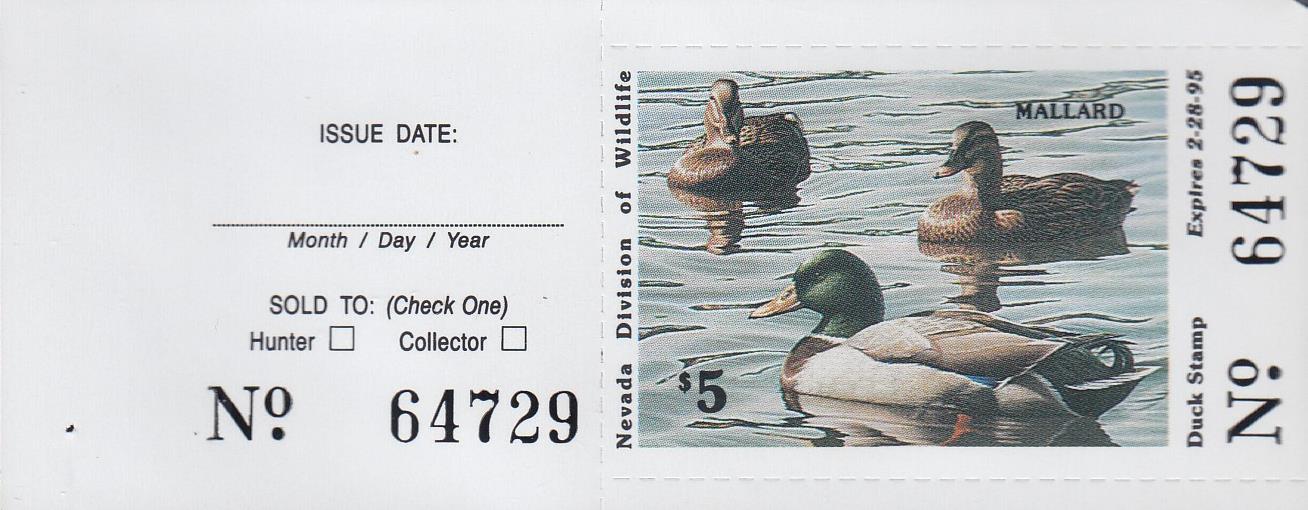 ISSUE DATE:
Month / Day / Year
SOLD TO: (Check One)
Hunter Collector
Nº 64729
Nevada Division of Wildlife
MALLARD
$5
Duck Stamp Expires 2-28-95
Nº 64729